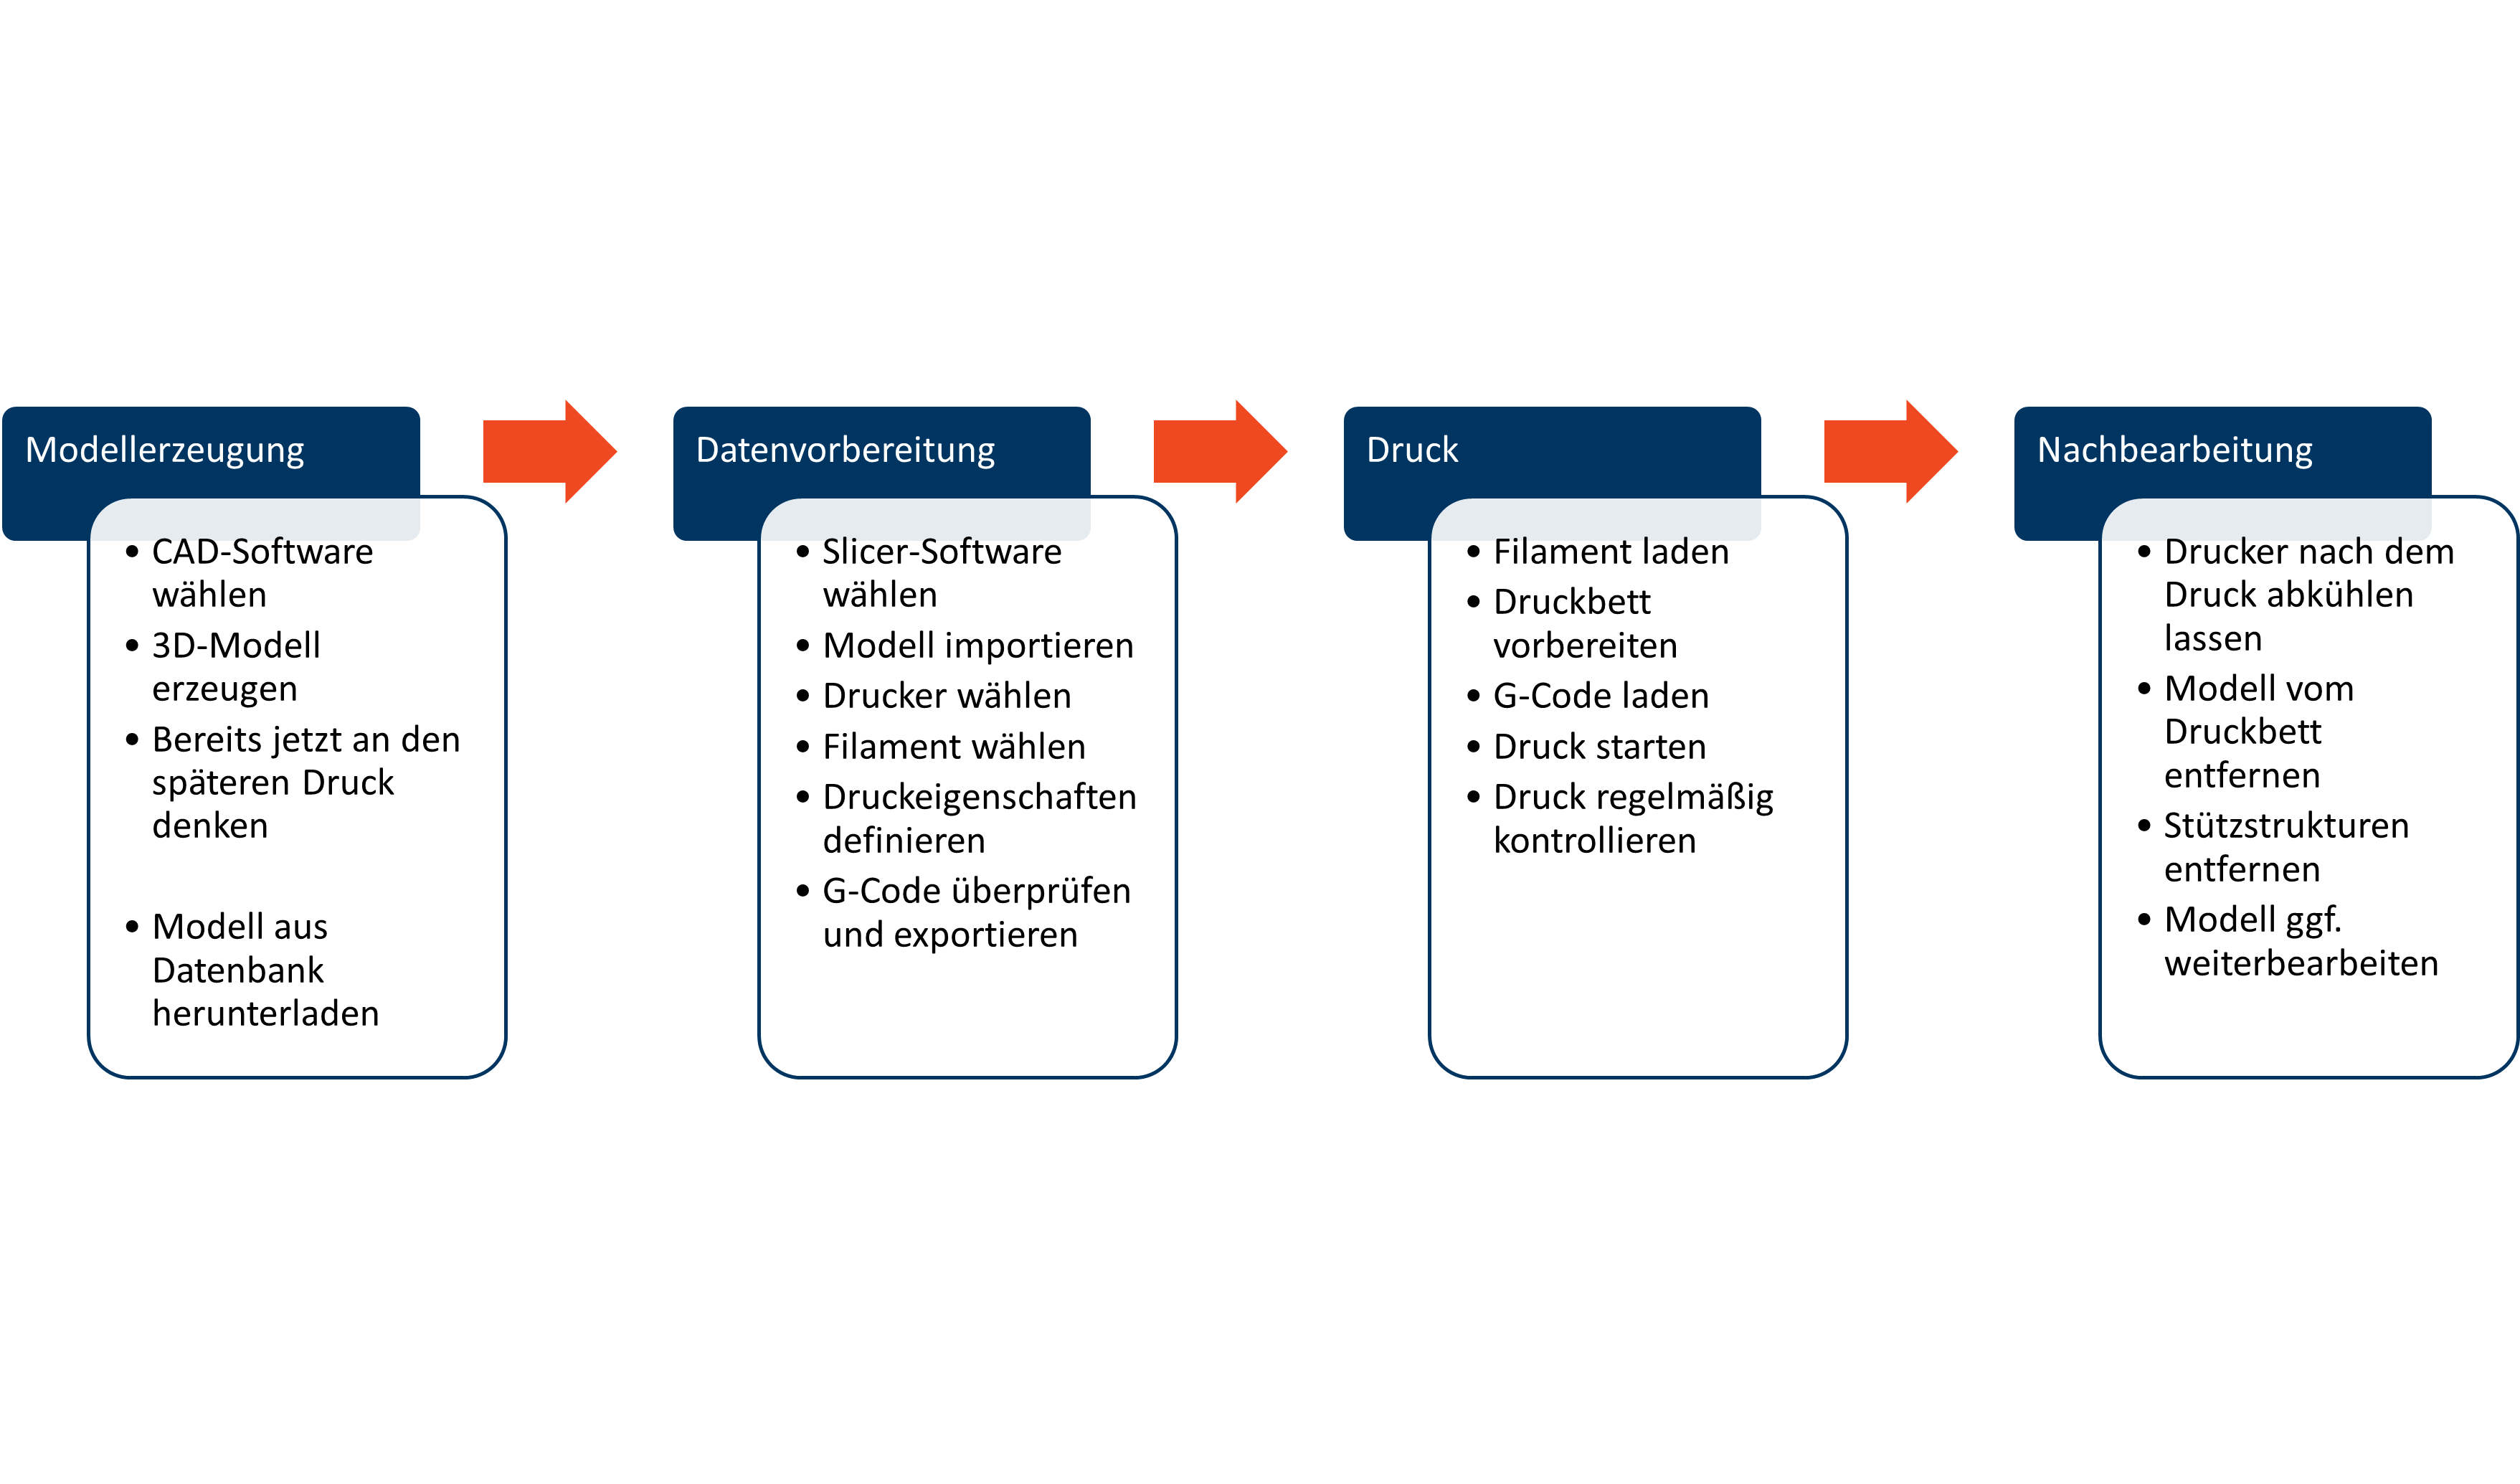 Modellerzeugung
• CAD-Software
wählen
• 3D-Modell
erzeugen
• Bereits jetzt an den
späteren Druck
denken
• Modell aus
Datenbank
herunterladen
Datenvorbereitung
• Slicer-Software
wählen
• Modell importieren
• Drucker wählen
• Filament wählen
• Druckeigenschaften
definieren
• G-Code überprüfen
und exportieren
Druck
• Filament laden
• Druckbett
vorbereiten
• G-Code laden
• Druck starten
• Druck regelmäßig
kontrollieren
Nachbearbeitung
• Drucker nach dem
Druck abkühlen
lassen
• Modell vom
Druckbett
entfernen
• Stützstrukturen
entfernen
• Modell ggf.
weiterbearbeiten